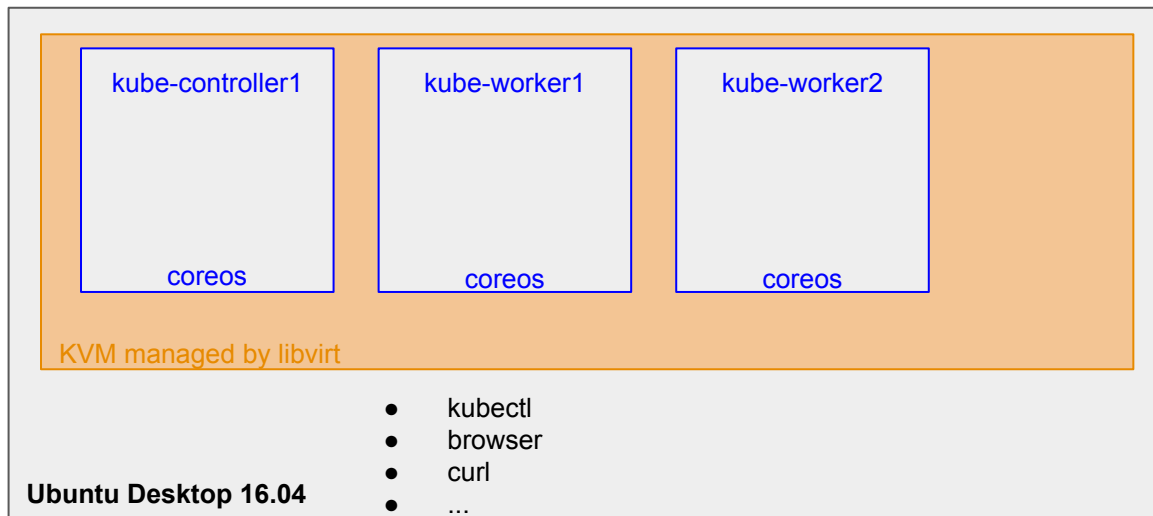 kube-controller1
kube-worker1
kube-worker2
coreos
coreos
coreos
KVM managed by libvirt
● kubectl
● browser
● curl
● ...
Ubuntu Desktop 16.04